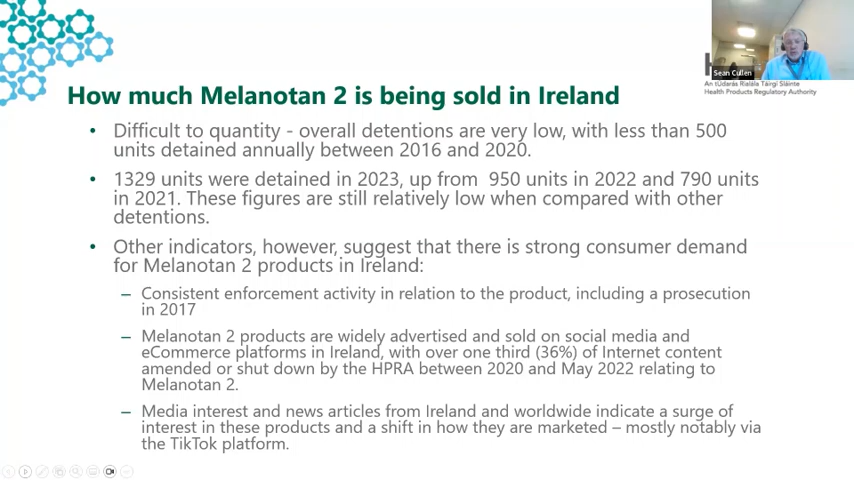 Sean Cullen
An tÚdarás Rialála Táirgí Sláinte
Health Products Regulatory Authority
How much Melanotan 2 is being sold in Ireland
• Difficult to quantity - overall detentions are very low, with less than 500
units detained annually between 2016 and 2020.
• 1329 units were detained in 2023, up from 950 units in 2022 and 790 units
in 2021. These figures are still relatively low when compared with other
detentions.
• Other indicators, however, suggest that there is strong consumer demand
for Melanotan 2 products in Ireland:
– Consistent enforcement activity in relation to the product, including a prosecution
in 2017
– Melanotan 2 products are widely advertised and sold on social media and
eCommerce platforms in Ireland, with over one third (36%) of Internet content
amended or shut down by the HPRA between 2020 and May 2022 relating to
Melanotan 2.
– Media interest and news articles from Ireland and worldwide indicate a surge of
interest in these products and a shift in how they are marketed – mostly notably via
the TikTok platform.